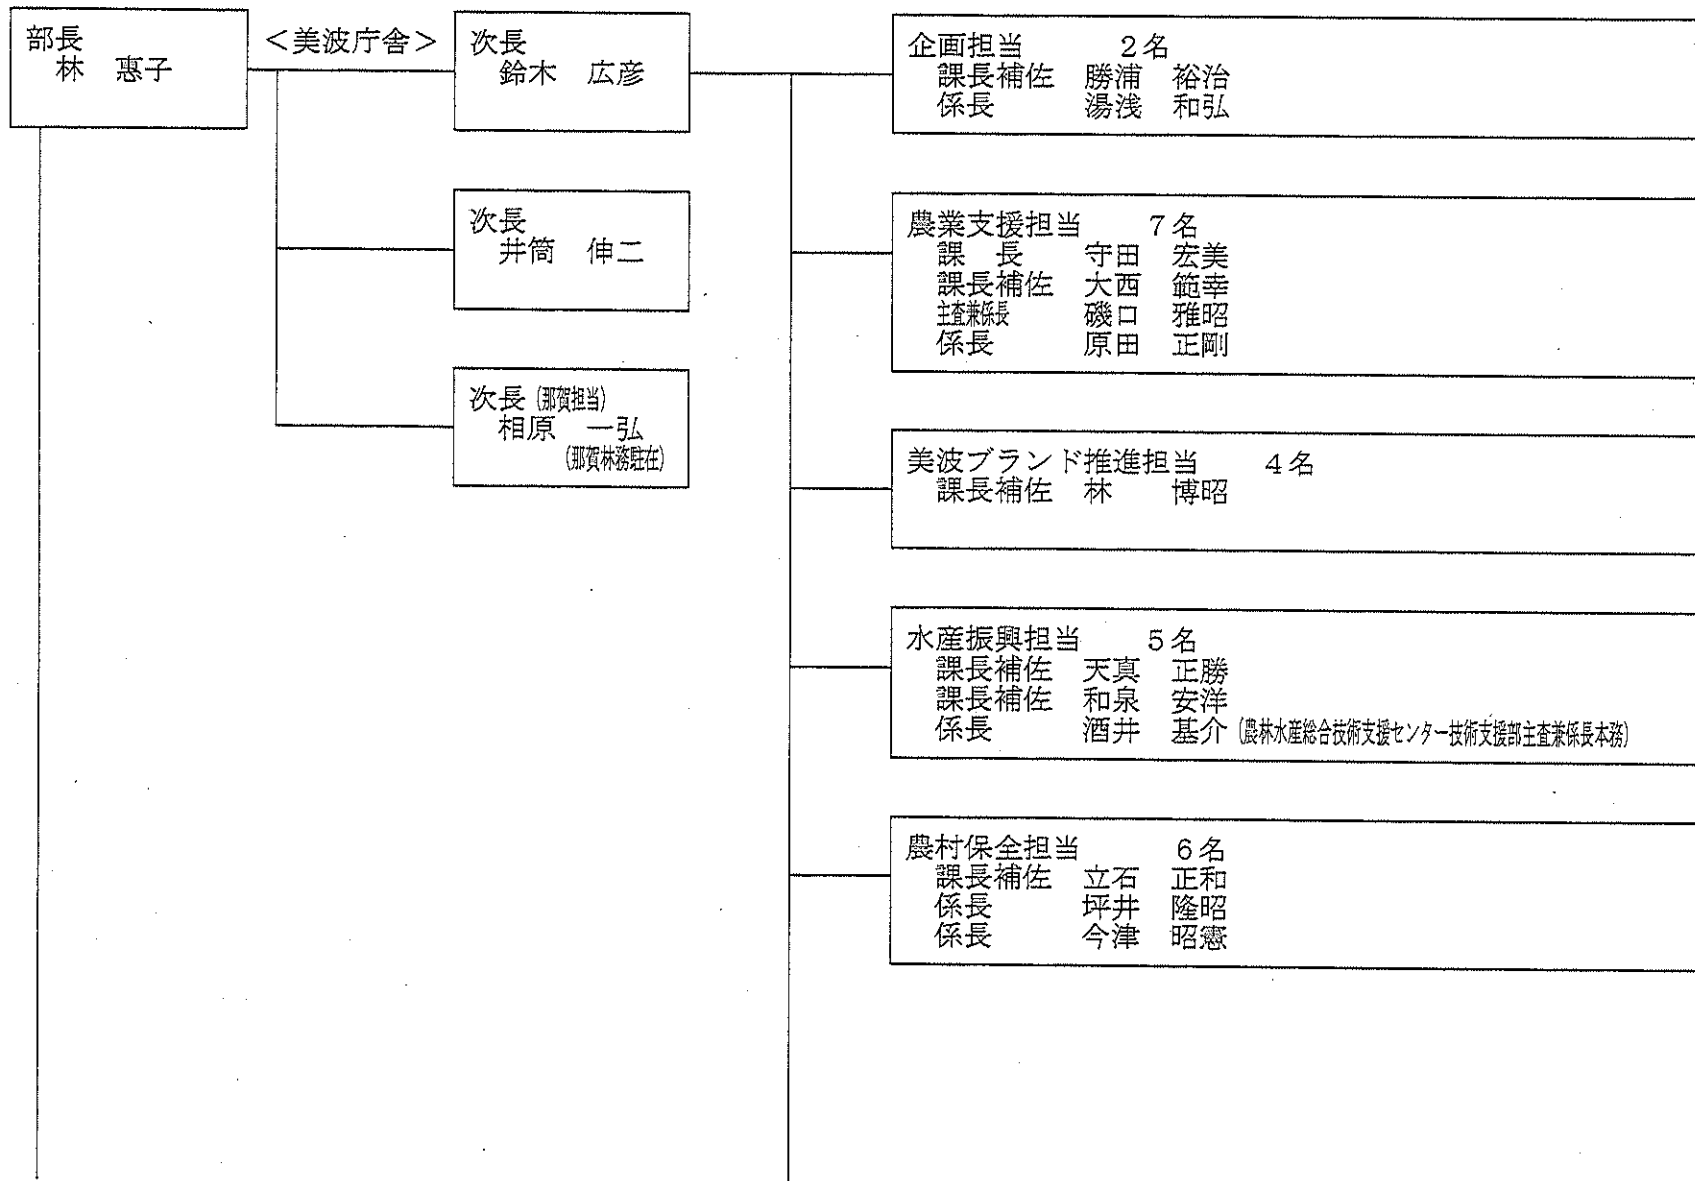 部長
林 惠子
＜美波庁舎＞
次長
鈴木 広彦
次長
井筒 伸二
次長（那賀担当）
相原 一弘
（那賀林務駐在）
企画担当 2名
課長補佐 勝浦 裕治
係長 湯浅 和弘
農業支援担当 7名
課 長 守田 宏美
課長補佐 大西 範幸
主査兼係長 磯口 雅昭
係長 原田 正剛
美波ブランド推進担当 4名
課長補佐 林 博昭
水産振興担当 5名
課長補佐 天真 正勝
課長補佐 和泉 安洋
係長 酒井 基介（農林水産総合技術支援センター技術支援部主査兼係長本務）
農村保全担当 6名
課長補佐 立石 正和
係長 坪井 隆昭
係長 今津 昭憲